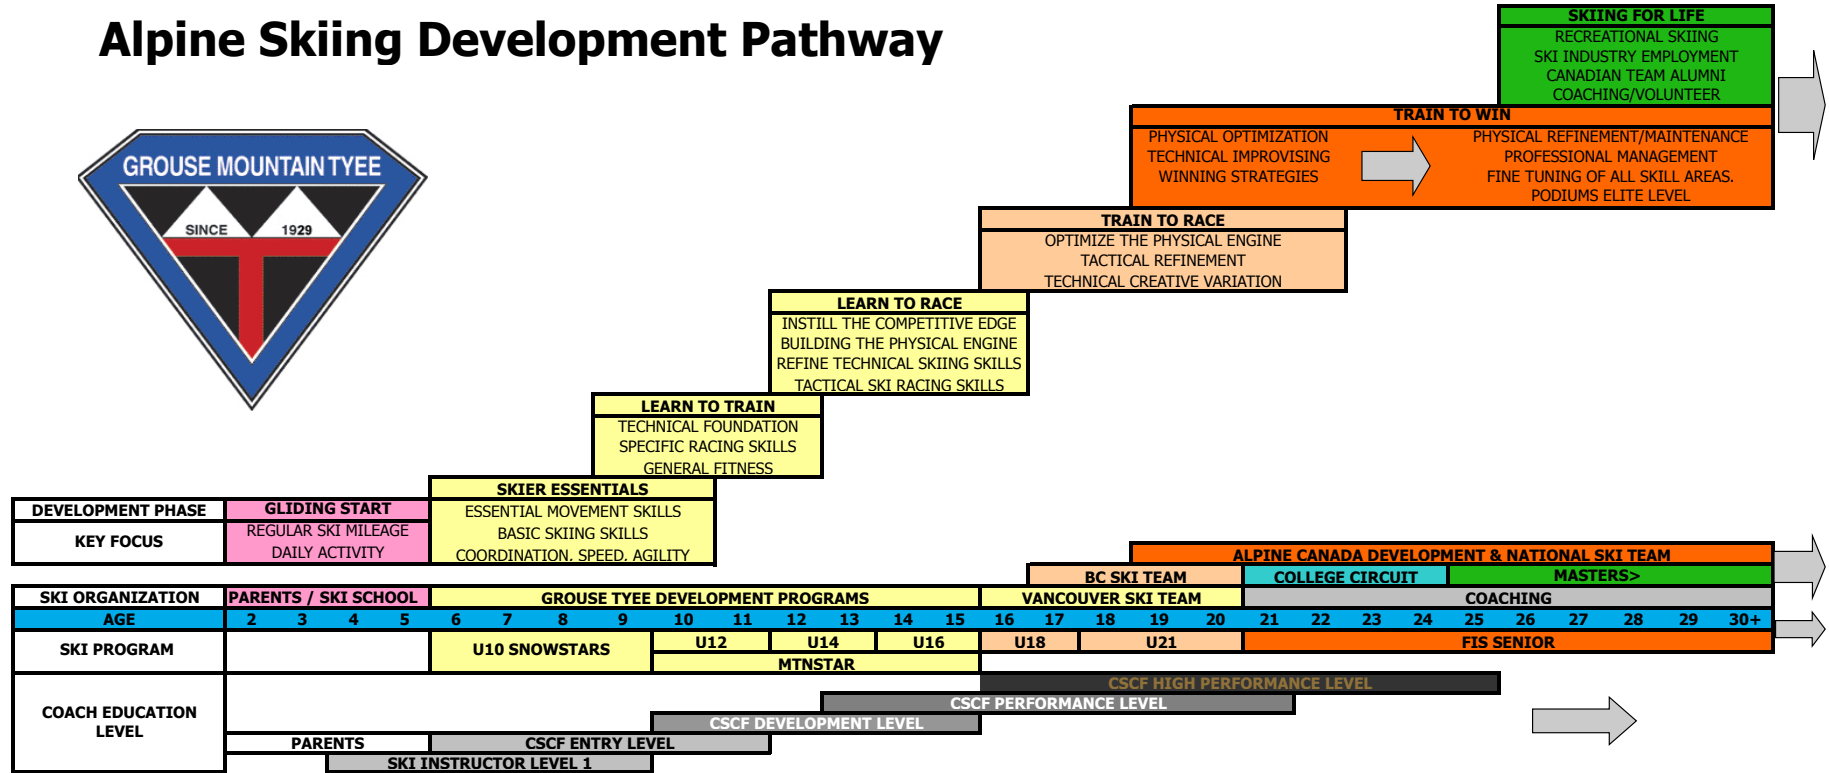 Alpine Skiing Development Pathway
GROUSE MOUNTAIN TYEE
SINCE 1929
SKIING FOR LIFE
RECREATIONAL SKIING
SKI INDUSTRY EMPLOYMENT
CANADIAN TEAM ALUMNI
COACHING/VOLUNTEER
TRAIN TO WIN
PHYSICAL OPTIMIZATION
TECHNICAL IMPROVISING
WINNING STRATEGIES
PHYSICAL REFINEMENT/MAINTENANCE
PROFESSIONAL MANAGEMENT
FINE TUNING OF ALL SKILL AREAS.
PODIUMS ELITE LEVEL
TRAIN TO RACE
OPTIMIZE THE PHYSICAL ENGINE
TACTICAL REFINEMENT
TECHNICAL CREATIVE VARIATION
LEARN TO RACE
INSTILL THE COMPETITIVE EDGE
BUILDING THE PHYSICAL ENGINE
REFINE TECHNICAL SKIING SKILLS
TACTICAL SKI RACING SKILLS
LEARN TO TRAIN
TECHNICAL FOUNDATION
SPECIFIC RACING SKILLS
GENERAL FITNESS
SKIER ESSENTIALS
ESSENTIAL MOVEMENT SKILLS
BASIC SKIING SKILLS
COORDINATION, SPEED, AGILITY
DEVELOPMENT PHASE
GLIDING START
KEY FOCUS
REGULAR SKI MILEAGE
DAILY ACTIVITY
ALPINE CANADA DEVELOPMENT & NATIONAL SKI TEAM
BC SKI TEAM
COLLEGE CIRCUIT
MASTERS>
SKI ORGANIZATION
PARENTS / SKI SCHOOL
GROUSE TYEE DEVELOPMENT PROGRAMS
VANCOUVER SKI TEAM
COACHING
AGE 2 3 4 5 6 7 8 9 10 11 12 13 14 15 16 17 18 19 20 21 22 23 24 25 26 27 28 29 30+
SKI PROGRAM
U10 SNOWSTARS
U12
U14
U16
U18
U21
FIS SENIOR
MTNSTAR
COACH EDUCATION
LEVEL
CSCF HIGH PERFORMANCE LEVEL
CSCF PERFORMANCE LEVEL
CSCF DEVELOPMENT LEVEL
PARENTS
CSCF ENTRY LEVEL
SKI INSTRUCTOR LEVEL 1